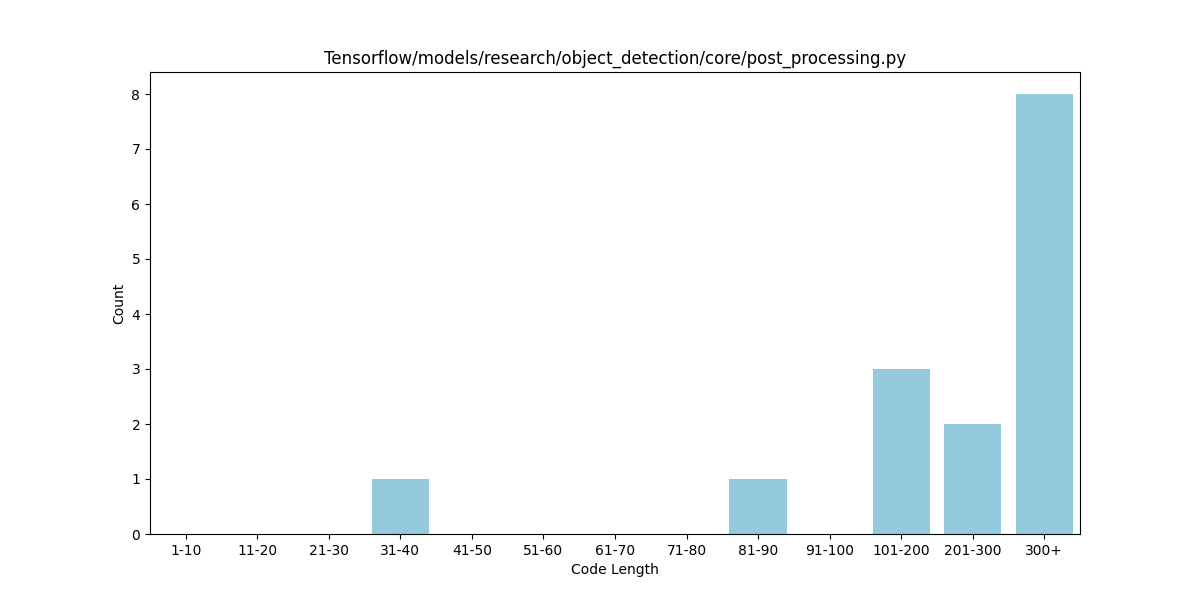 Tensorflow/models/research/object_detection/core/post_processing.py
8
7
6
5
4
3
2
1
0
Count
1-10 11-20 21-30 31-40 41-50 51-60 61-70 71-80 81-90 91-100 101-200 201-300 300+
Code Length